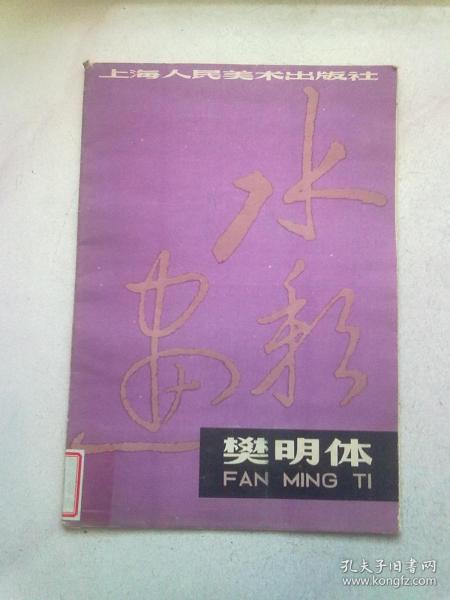 上海人民美术出版社
水彩
画
樊明体
FAN MING TI
孔夫子旧书网
www.kongfz.com